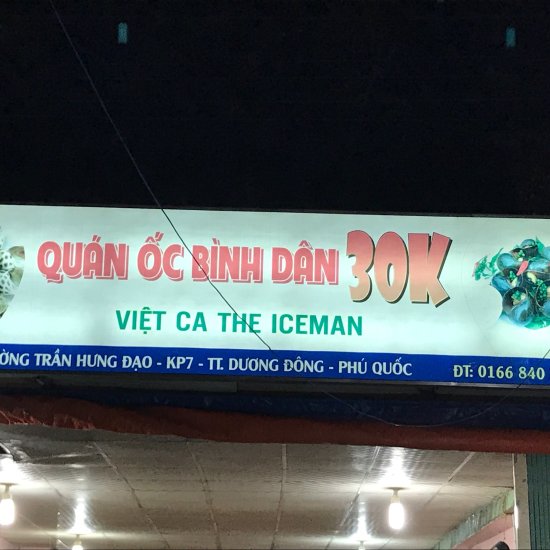 QUÁN ỐC BÌNH DÂN 30K
VIỆT CA THE ICEMAN
TRẦN HƯNG ĐẠO - KP7 - TT. DƯƠNG ĐÔNG - PHÚ QUỐC ĐT: 0166 840